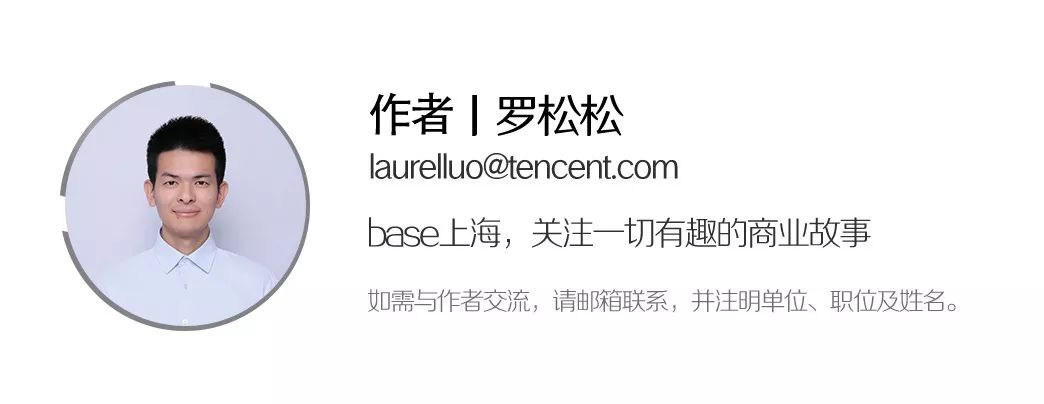 作者丨罗松松
laurelluo@tencent.com
base上海，关注一切有趣的商业故事
如需与作者交流，请邮箱联系，并注明单位、职位及姓名。